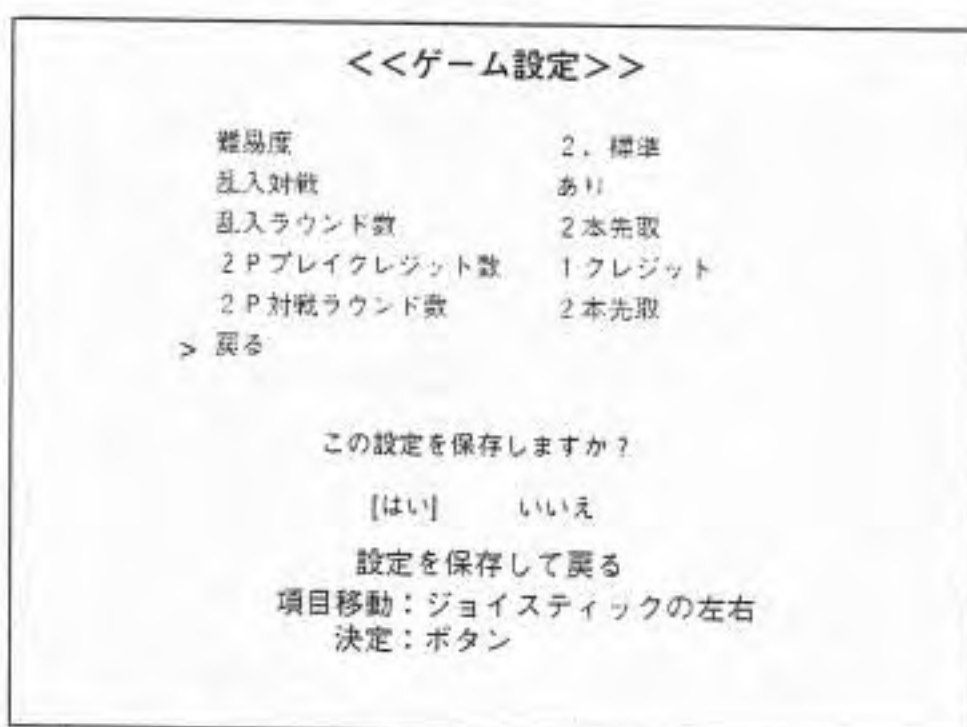 <<ゲーム設定>>
難易度 2．標準
乱入対戦 あり
乱入ラウンド数 2本先取
2Pプレイクレジット数 1クレジット
2P対戦ラウンド数 2本先取
> 戻る
この設定を保存しますか？
[はい] いいえ
設定を保存して戻る
項目移動：ジョイスティックの左右
決定：ボタン